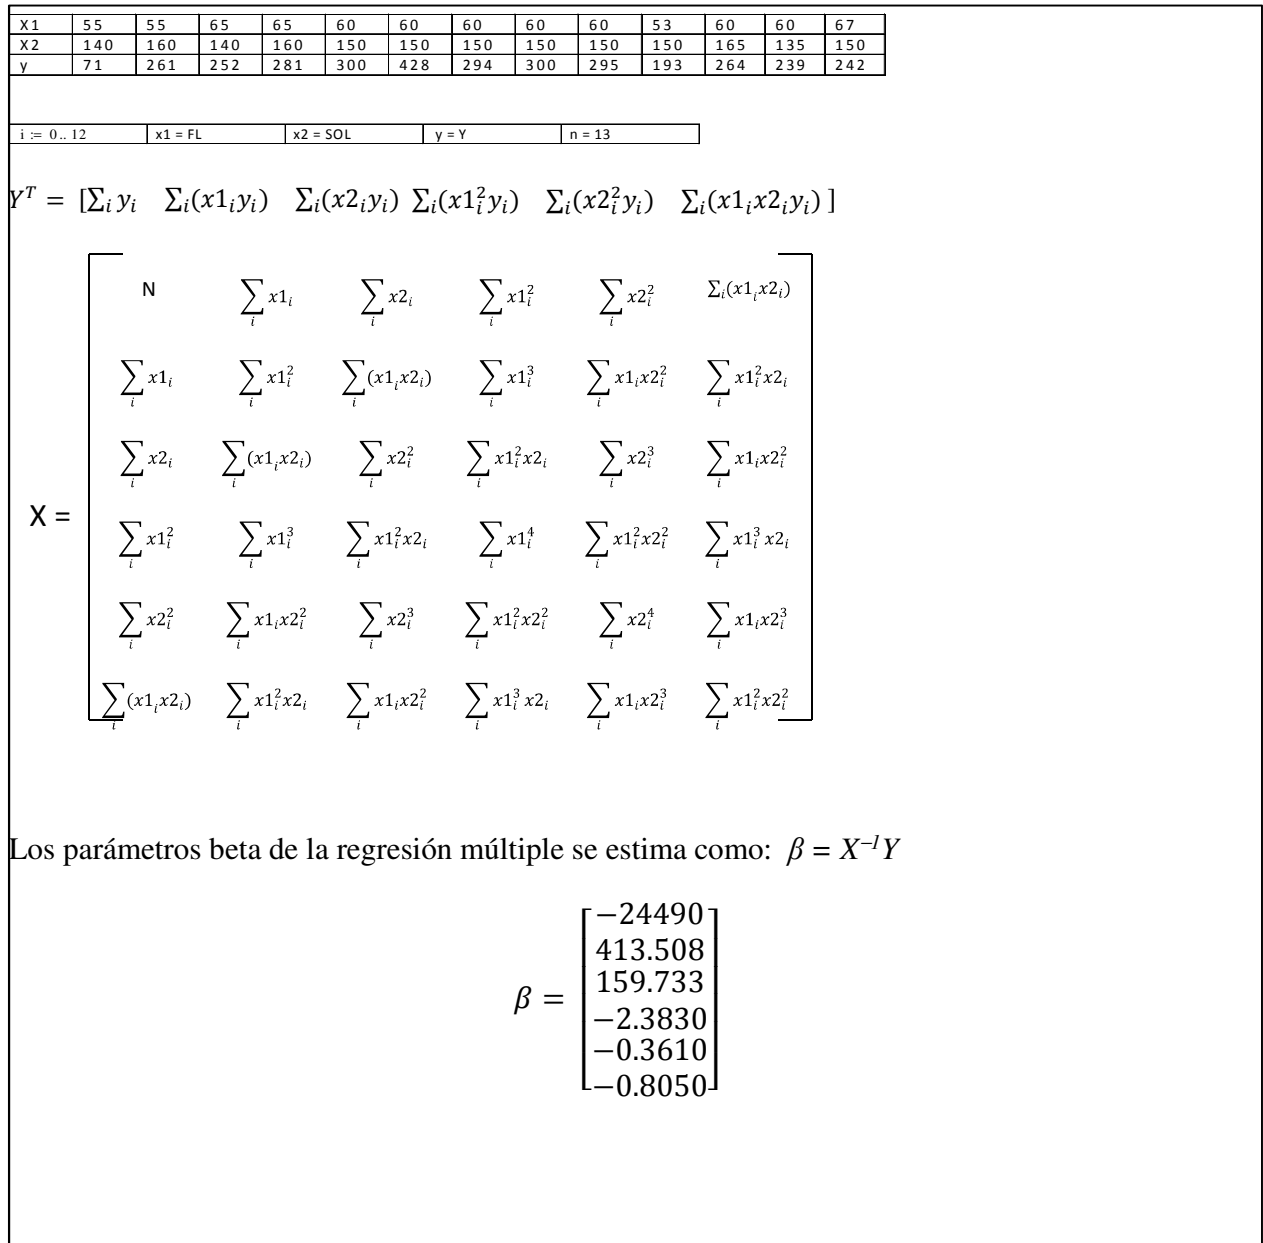 X1 55 55 65 65 60 60 60 60 60 53 60 60 67
X2 140 160 140 160 150 150 150 150 150 150 165 135 150
y 71 261 252 281 300 428 294 300 295 193 264 239 242
i := 0 .. 12 x1 = FL x2 = SOL y = Y n = 13
Y^T = [∑_i y_i ∑_i(x1_i y_i) ∑_i(x2_i y_i) ∑_i(x1_i^2 y_i) ∑_i(x2_i^2 y_i) ∑_i(x1_i x2_i y_i) ]
N ∑_i x1_i ∑_i x2_i ∑_i x1_i^2 ∑_i x2_i^2 ∑_i(x1_i x2_i)
∑_i x1_i ∑_i x1_i^2 ∑_i (x1_i x2_i) ∑_i x1_i^3 ∑_i x1_i x2_i^2 ∑_i x1_i^2 x2_i
∑_i x2_i ∑_i (x1_i x2_i) ∑_i x2_i^2 ∑_i x1_i^2 x2_i ∑_i x2_i^3 ∑_i x1_i x2_i^2
X =
∑_i x1_i^2 ∑_i x1_i^3 ∑_i x1_i^2 x2_i ∑_i x1_i^4 ∑_i x1_i^2 x2_i^2 ∑_i x1_i^3 x2_i
∑_i x2_i^2 ∑_i x1_i x2_i^2 ∑_i x2_i^3 ∑_i x1_i^2 x2_i^2 ∑_i x2_i^4 ∑_i x1_i x2_i^3
∑_i (x1_i x2_i) ∑_i x1_i^2 x2_i ∑_i x1_i x2_i^2 ∑_i x1_i^3 x2_i ∑_i x1_i x2_i^3 ∑_i x1_i^2 x2_i^2
Los parámetros beta de la regresión múltiple se estima como: β = X^−1 Y
−24490
413.508
159.733
β =
−2.3830
−0.3610
−0.8050